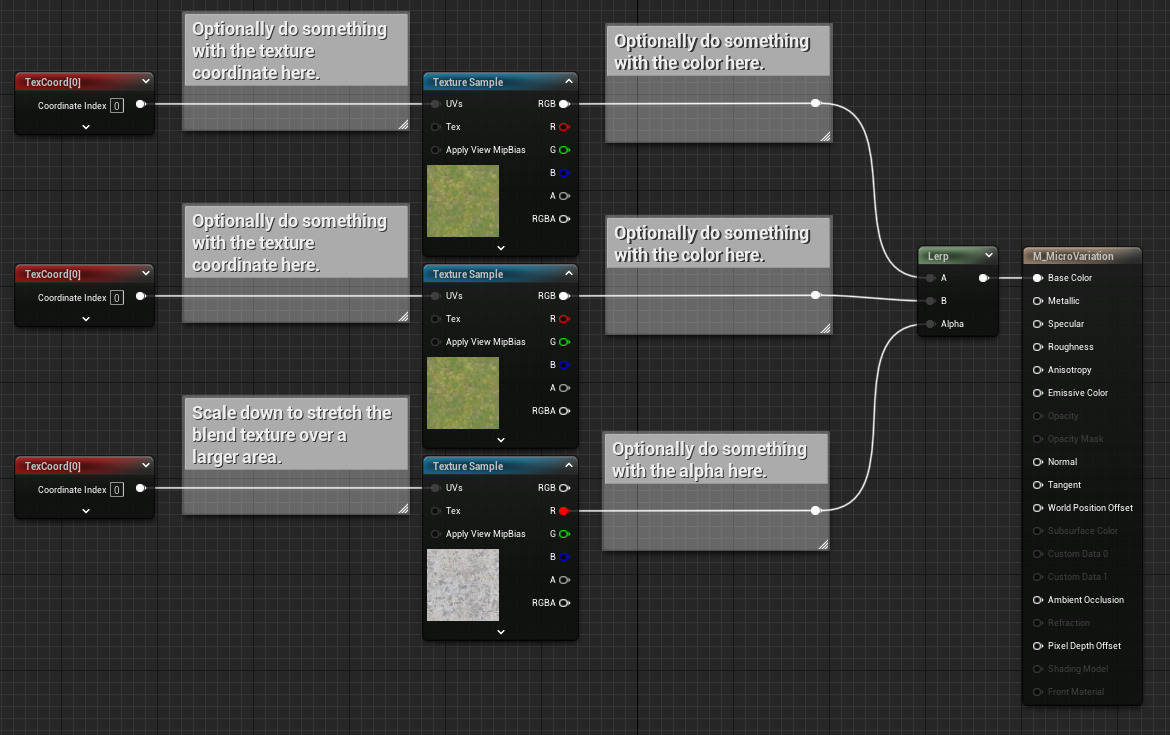 Optionally do something
with the texture
coordinate here.
Optionally do something
with the color here.
TexCoord[0]
Coordinate Index 0
Texture Sample
UVs
RGB
Tex
R
Apply View MipBias
G
B
A
RGBA
Optionally do something
with the texture
coordinate here.
Optionally do something
with the color here.
TexCoord[0]
Coordinate Index 0
Texture Sample
UVs
RGB
Tex
R
Apply View MipBias
G
B
A
RGBA
Lerp
A
B
Alpha
M_MicroVariation
Base Color
Metallic
Specular
Roughness
Anisotropy
Emissive Color
Opacity
Opacity Mask
Normal
Tangent
World Position Offset
Subsurface Color
Custom Data 0
Custom Data 1
Ambient Occlusion
Refraction
Pixel Depth Offset
Shading Model
Front Material
Scale down to stretch the
blend texture over a
larger area.
Optionally do something
with the alpha here.
TexCoord[0]
Coordinate Index 0
Texture Sample
UVs
RGB
Tex
R
Apply View MipBias
G
B
A
RGBA